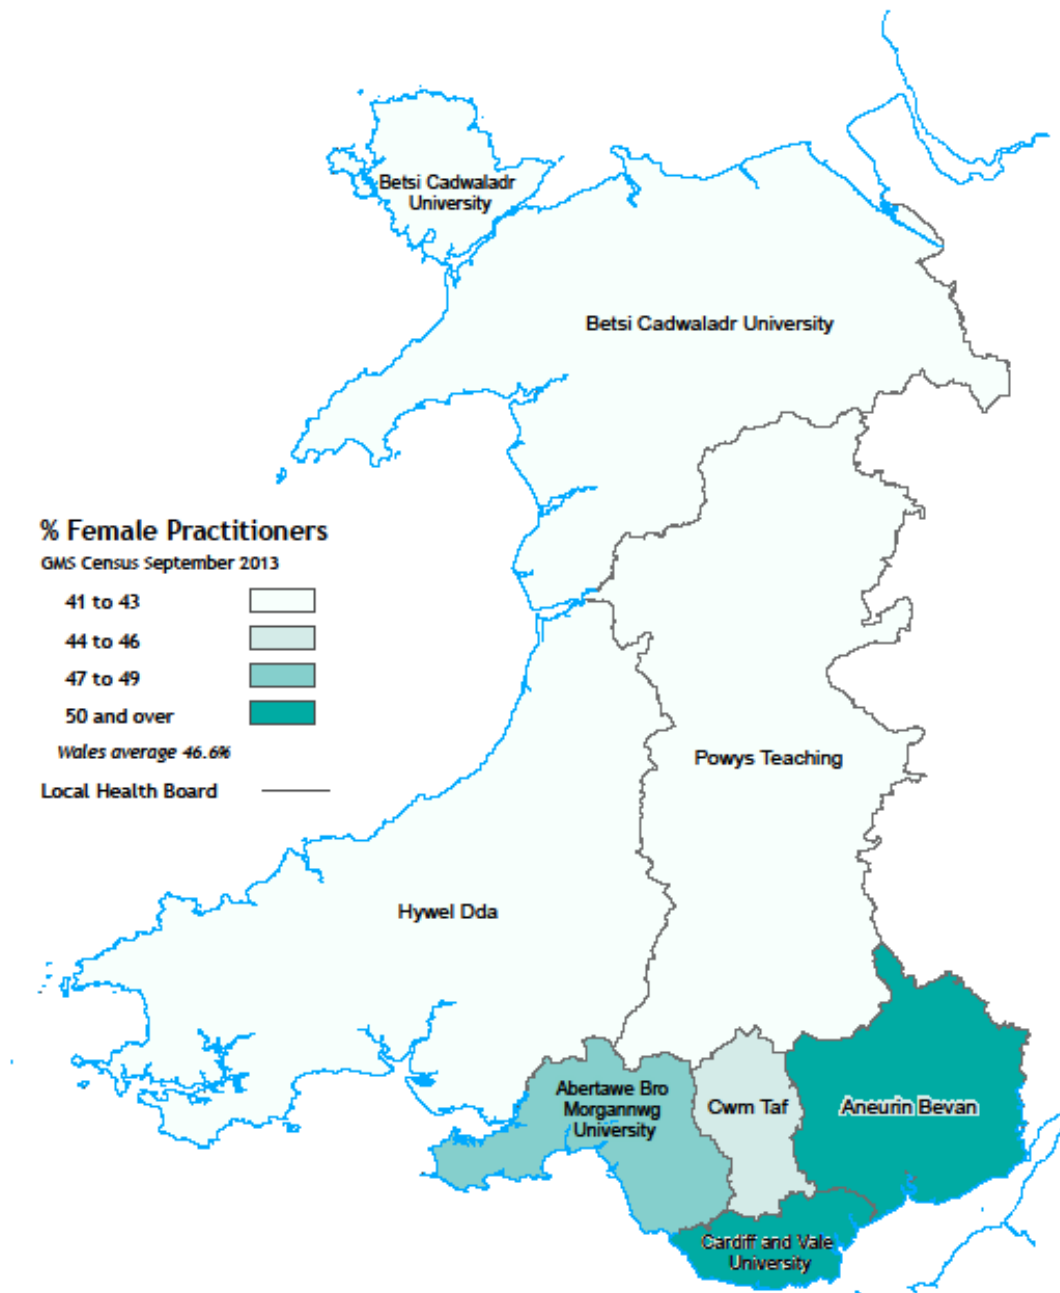 Betsi Cadwaladr
University
Betsi Cadwaladr University
% Female Practitioners
GMS Census September 2013
41 to 43
44 to 46
47 to 49
50 and over
Wales average 46.6%
Local Health Board
Powys Teaching
Hywel Dda
Abertawe Bro
Morgannwg
University
Cwm Taf
Aneurin Bevan
Cardiff and Vale
University